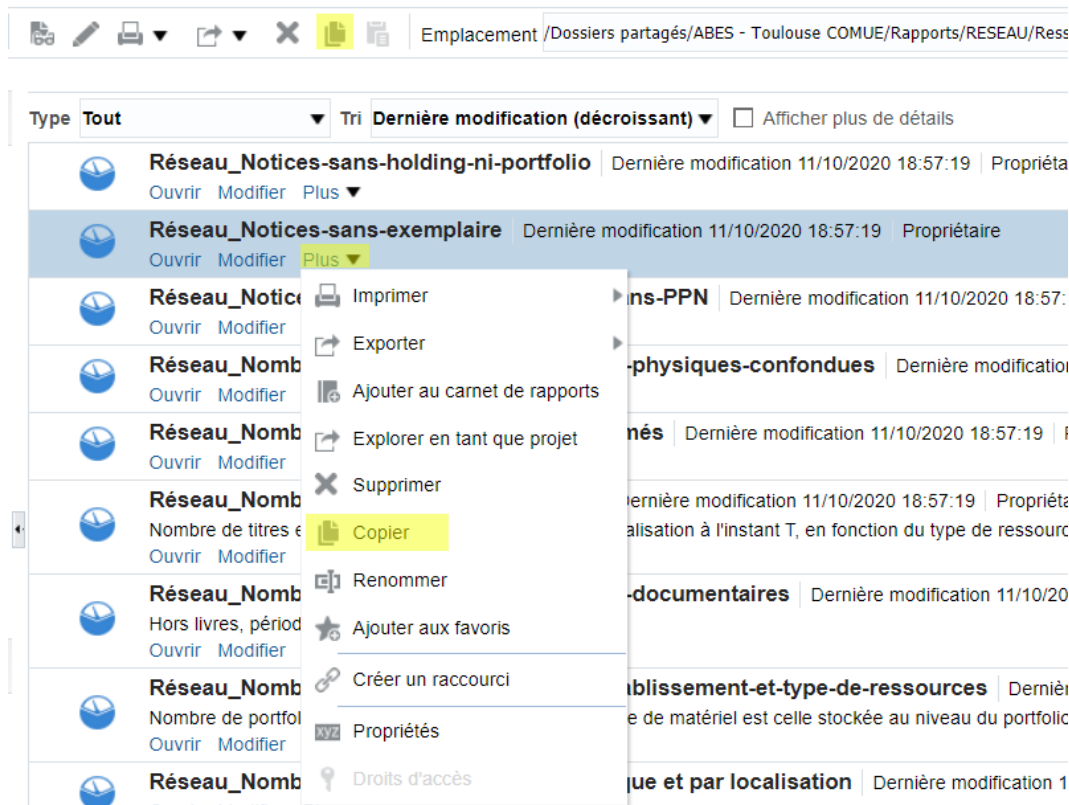 Emplacement /Dossiers partagés/ABES - Toulouse COMUE/Rapports/RESEAU/Ress
Type Tout Tri Dernière modification (décroissant) Afficher plus de détails
Réseau_Notices-sans-holding-ni-portfolio Dernière modification 11/10/2020 18:57:19 Propriéta
Ouvrir Modifier Plus
Réseau_Notices-sans-exemplaire Dernière modification 11/10/2020 18:57:19 Propriétaire
Ouvrir Modifier Plus
Imprimer
Exporter
Ajouter au carnet de rapports
Explorer en tant que projet
Supprimer
Copier
Renommer
Ajouter aux favoris
Créer un raccourci
xyz Propriétés
Droits d'accès
Réseau_Notice ns-PPN Dernière modification 11/10/2020 18:57:
Ouvrir Modifier
Réseau_Nomb -physiques-confondues Dernière modification
Ouvrir Modifier
Réseau_Nomb més Dernière modification 11/10/2020 18:57:19
Ouvrir Modifier
Réseau_Nomb ernière modification 11/10/2020 18:57:19 Propriéta
Nombre de titres e alisation à l'instant T, en fonction du type de ressourc
Ouvrir Modifier
Réseau_Nomb -documentaires Dernière modification 11/10/20
Hors livres, périod
Ouvrir Modifier
Réseau_Nomb ablissement-et-type-de-ressources Dernièr
Nombre de portfol e de matériel est celle stockée au niveau du portfolio
Ouvrir Modifier
Réseau_Nomb que et par localisation Dernière modification 1